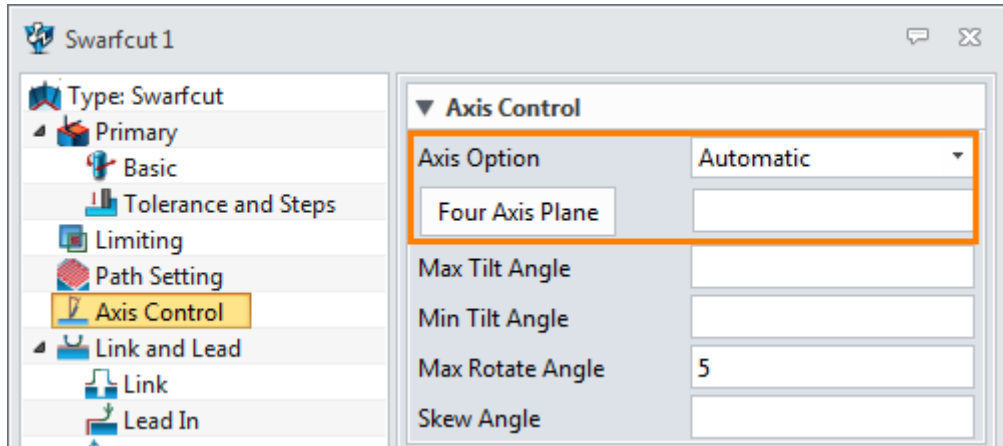 Swarfcut 1
Type: Swarfcut
Primary
Basic
Tolerance and Steps
Limiting
Path Setting
Axis Control
Link and Lead
Link
Lead In
Axis Control
Axis Option Automatic
Four Axis Plane
Max Tilt Angle
Min Tilt Angle
Max Rotate Angle 5
Skew Angle